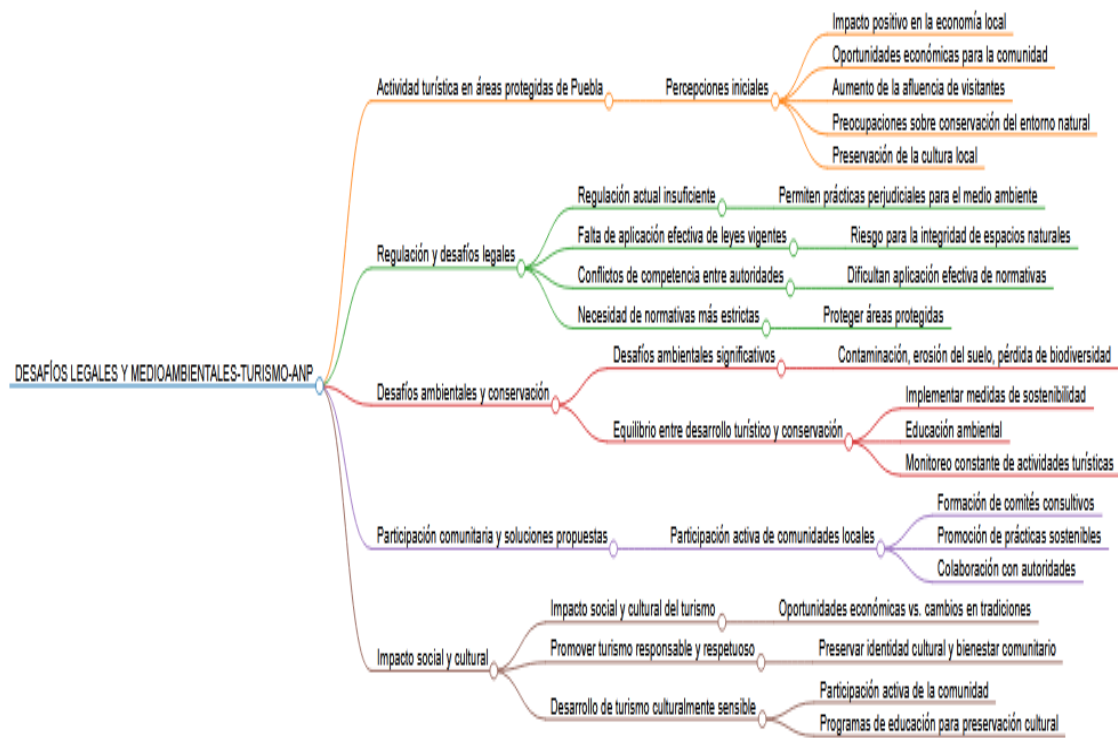 DESAFÍOS LEGALES Y MEDIOAMBIENTALES-TURISMO-ANP
Actividad turística en áreas protegidas de Puebla
Percepciones iniciales
Impacto positivo en la economía local
Oportunidades económicas para la comunidad
Aumento de la afluencia de visitantes
Preocupaciones sobre conservación del entorno natural
Preservación de la cultura local
Regulación y desafíos legales
Regulación actual insuficiente
Permiten prácticas perjudiciales para el medio ambiente
Falta de aplicación efectiva de leyes vigentes
Riesgo para la integridad de espacios naturales
Conflictos de competencia entre autoridades
Dificultan aplicación efectiva de normativas
Necesidad de normativas más estrictas
Proteger áreas protegidas
Desafíos ambientales y conservación
Desafíos ambientales significativos
Contaminación, erosión del suelo, pérdida de biodiversidad
Equilibrio entre desarrollo turístico y conservación
Implementar medidas de sostenibilidad
Educación ambiental
Monitoreo constante de actividades turísticas
Participación comunitaria y soluciones propuestas
Participación activa de comunidades locales
Formación de comités consultivos
Promoción de prácticas sostenibles
Colaboración con autoridades
Impacto social y cultural
Impacto social y cultural del turismo
Oportunidades económicas vs. cambios en tradiciones
Promover turismo responsable y respetuoso
Preservar identidad cultural y bienestar comunitario
Desarrollo de turismo culturalmente sensible
Participación activa de la comunidad
Programas de educación para preservación cultural